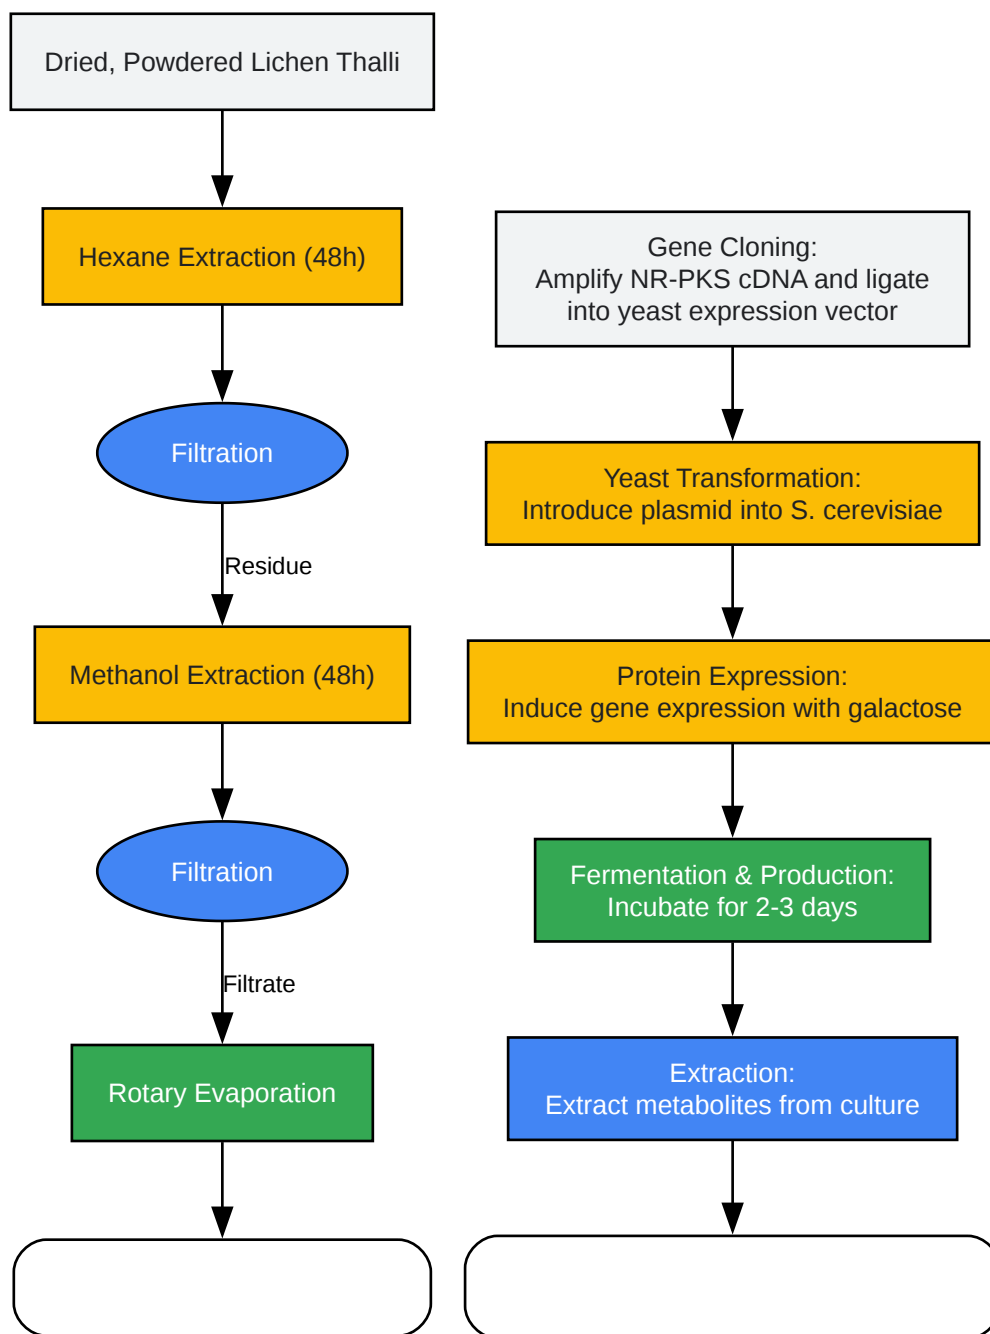 Dried, Powdered Lichen Thalli
Hexane Extraction (48h)
Filtration
Residue
Methanol Extraction (48h)
Filtration
Filtrate
Rotary Evaporation
Gene Cloning:
Amplify NR-PKS cDNA and ligate
into yeast expression vector
Yeast Transformation:
Introduce plasmid into S. cerevisiae
Protein Expression:
Induce gene expression with galactose
Fermentation & Production:
Incubate for 2-3 days
Extraction:
Extract metabolites from culture